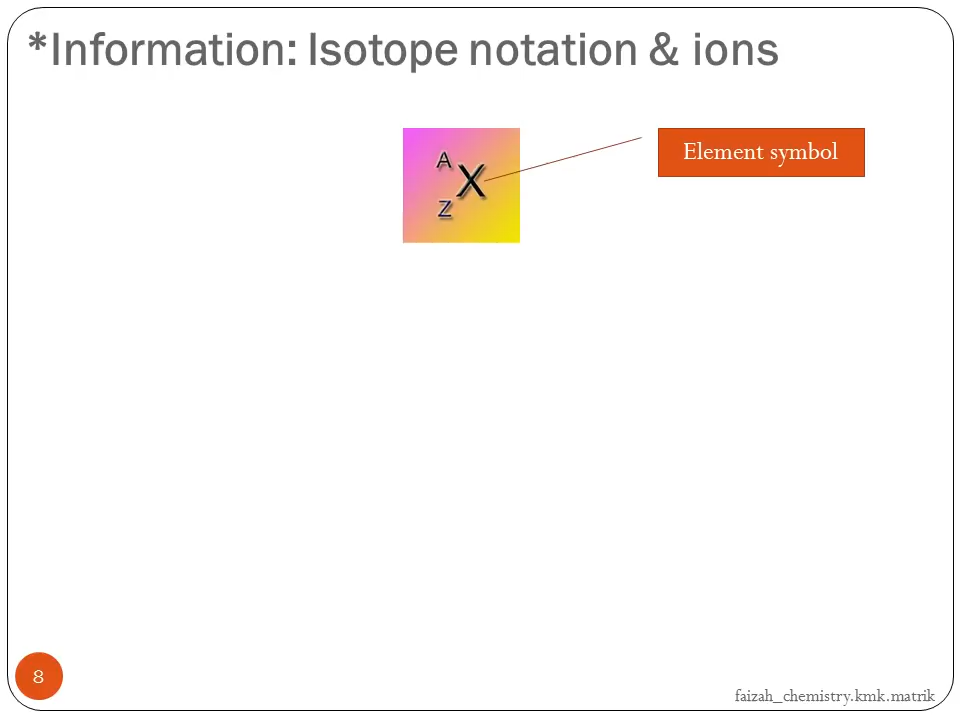 *Information: Isotope notation & ions
A
X
Z
Element symbol
8
faizah_chemistry.kmk.matrik